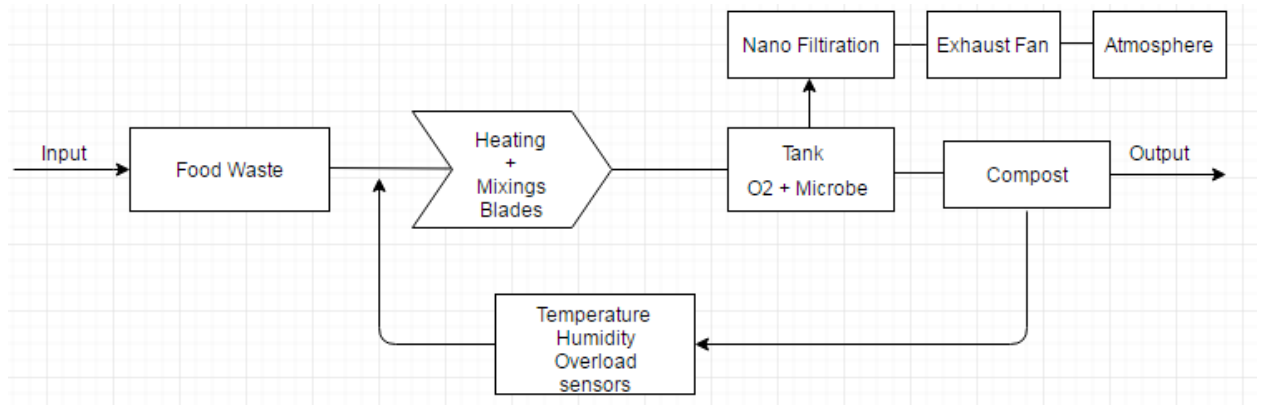 Nano Filtiration
Exhaust Fan
Atmosphere
Input
Food Waste
Heating
+
Mixings
Blades
Tank
O2 + Microbe
Compost
Output
Temperature
Humidity
Overload
sensors